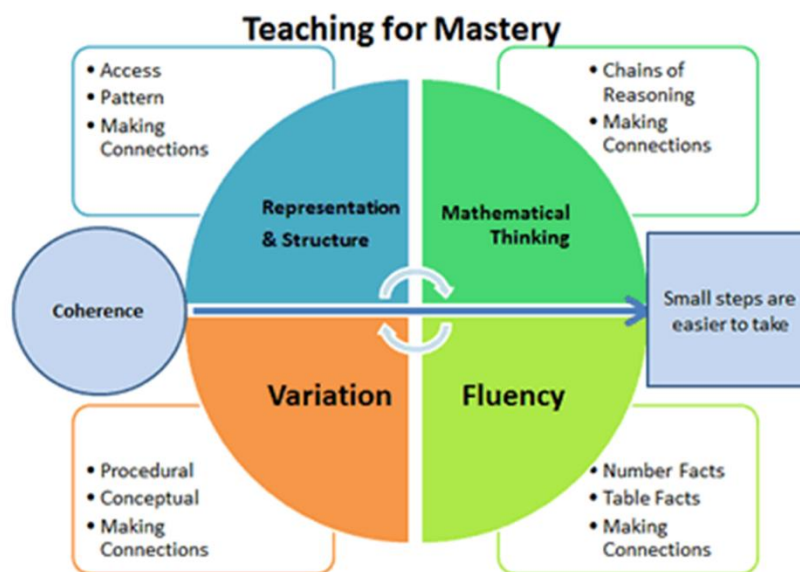 Teaching for Mastery
• Access
• Pattern
• Making
Connections
• Chains of
Reasoning
• Making
Connections
Representation
& Structure
Mathematical
Thinking
Coherence
Small steps are
easier to take
Variation
Fluency
• Procedural
• Conceptual
• Making
Connections
• Number Facts
• Table Facts
• Making
Connections